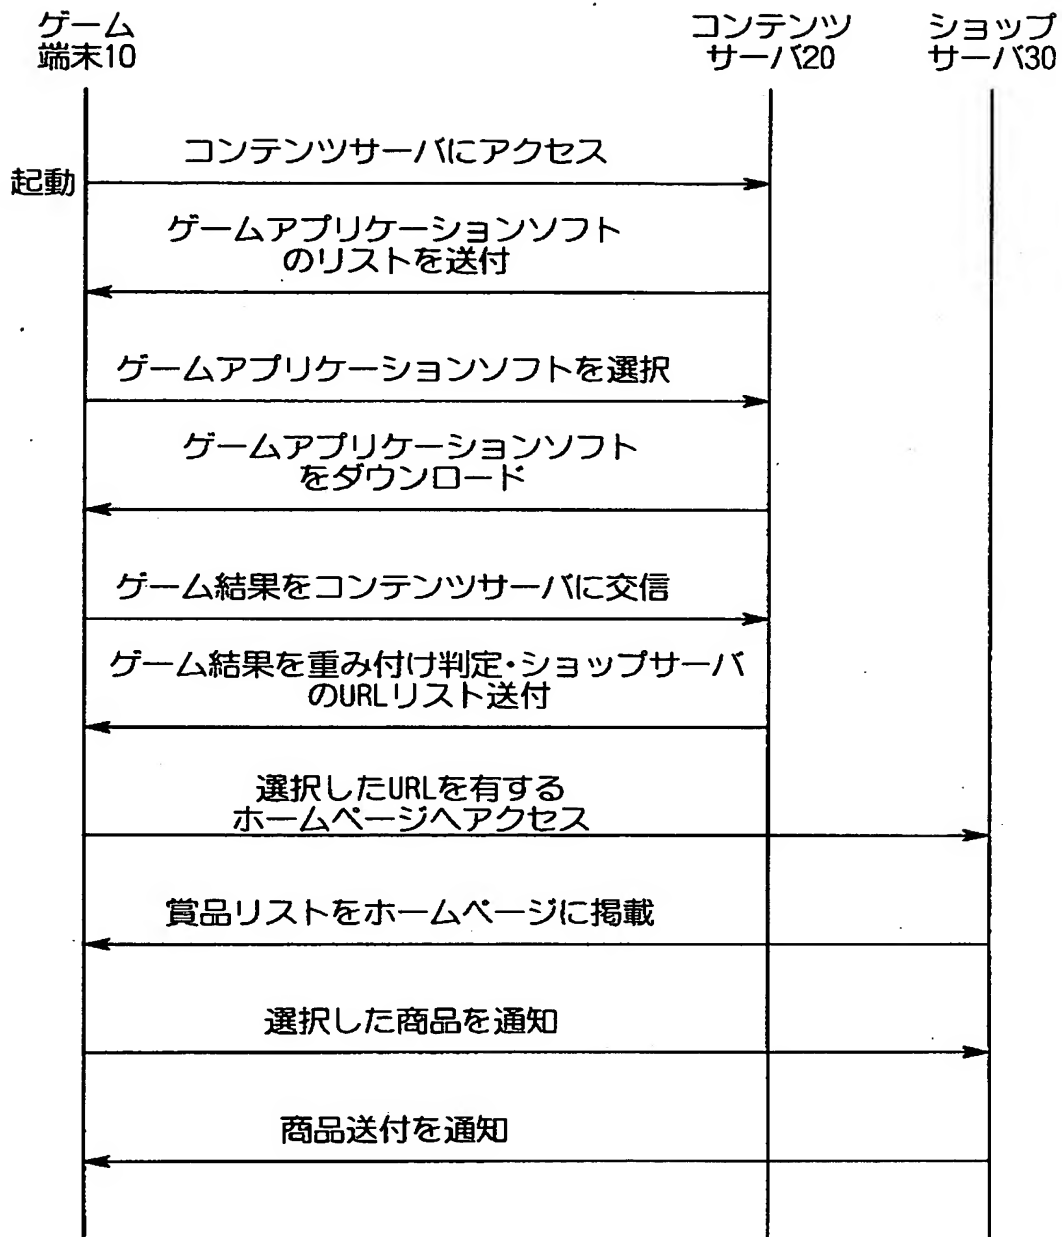 ゲーム
端末10
コンテンツ
サーバ20
ショップ
サーバ30
起動
コンテンツサーバにアクセス
ゲームアプリケーションソフト
のリストを送付
ゲームアプリケーションソフトを選択
ゲームアプリケーションソフト
をダウンロード
ゲーム結果をコンテンツサーバに交信
ゲーム結果を重み付け判定・ショップサーバ
のURLリスト送付
選択したURLを有する
ホームページへアクセス
賞品リストをホームページに掲載
選択した商品を通知
商品送付を通知